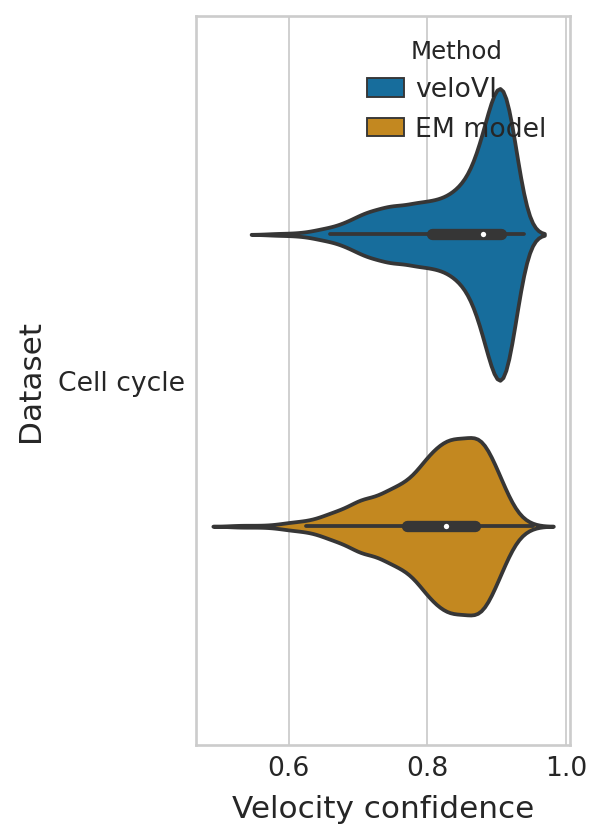 Method
veloVI
EM model
Dataset
Cell cycle
0.6
0.8
1.0
Velocity confidence